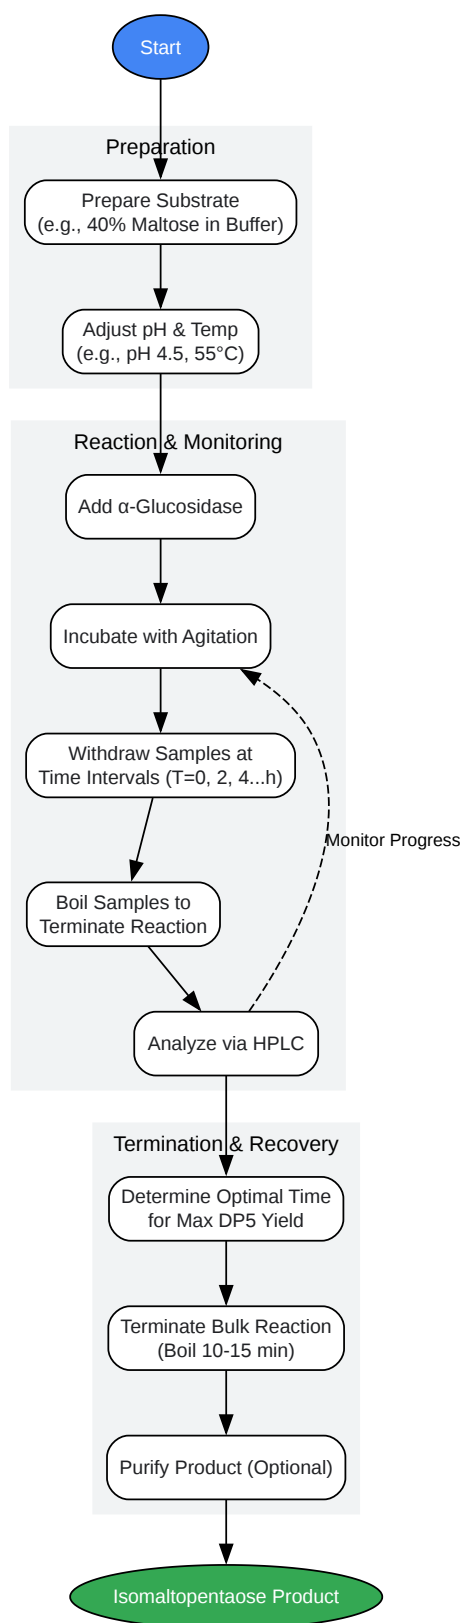 Start
Preparation
Prepare Substrate
(e.g., 40% Maltose in Buffer)
Adjust pH & Temp
(e.g., pH 4.5, 55°C)
Reaction & Monitoring
Add α-Glucosidase
Incubate with Agitation
Withdraw Samples at
Time Intervals (T=0, 2, 4...h)
Monitor Progress
Boil Samples to
Terminate Reaction
Analyze via HPLC
Termination & Recovery
Determine Optimal Time
for Max DP5 Yield
Terminate Bulk Reaction
(Boil 10-15 min)
Purify Product (Optional)
Isomaltopentaose Product